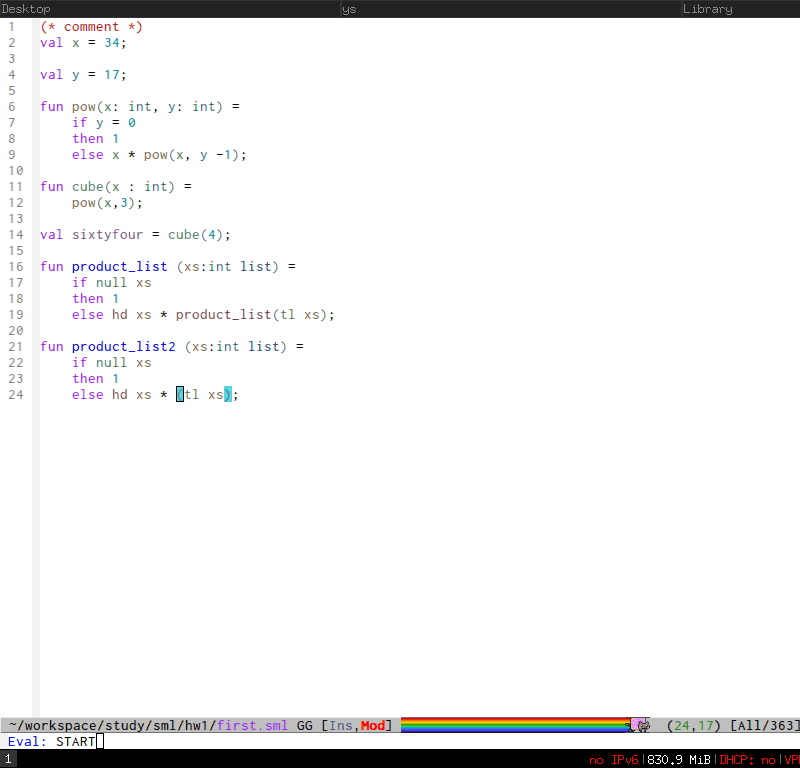 Desktop ys Library
1 (* comment *)
2 val x = 34;
3
4 val y = 17;
5
6 fun pow(x: int, y: int) =
7 if y = 0
8 then 1
9 else x * pow(x, y -1);
10
11 fun cube(x : int) =
12 pow(x,3);
13
14 val sixtyfour = cube(4);
15
16 fun product_list (xs:int list) =
17 if null xs
18 then 1
19 else hd xs * product_list(tl xs);
20
21 fun product_list2 (xs:int list) =
22 if null xs
23 then 1
24 else hd xs * (tl xs);
~/workspace/study/sml/hw1/first.sml GG [Ins,Mod] (24,17) [All/363]
Eval: START
1 no IPv6|830.9 MiB|DHCP: no|VP